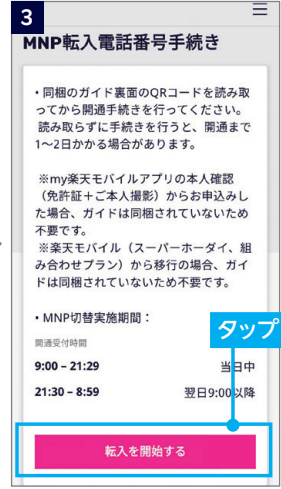 3
MNP転入電話番号手続き
・同梱のガイド裏面のQRコードを読み取
ってから開通手続きを行ってください。
読み取らずに手続きを行うと、開通まで
1〜2日かかる場合があります。
※my楽天モバイルアプリの本人確認
（免許証＋ご本人撮影）からお申込みし
た場合、ガイドは同梱されていないため
不要です。
※楽天モバイル（スーパーホーダイ、組
み合わせプラン）から移行の場合、ガイ
ドは同梱されていないため不要です。
・MNP切替実施期間：
タップ
開通受付時間
9:00 – 21:29 当日中
21:30 – 8:59 翌日9:00以降
転入を開始する